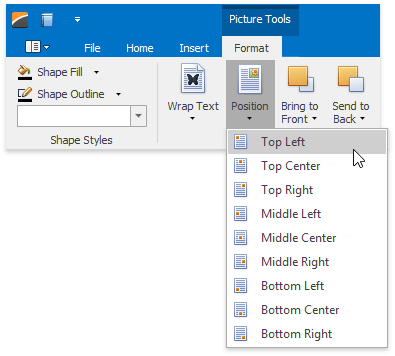 Picture Tools
File Home Insert Format
Shape Fill
Shape Outline
Shape Styles
Wrap Text
Position
Bring to
Front
Send to
Back
Top Left
Top Center
Top Right
Middle Left
Middle Center
Middle Right
Bottom Left
Bottom Center
Bottom Right